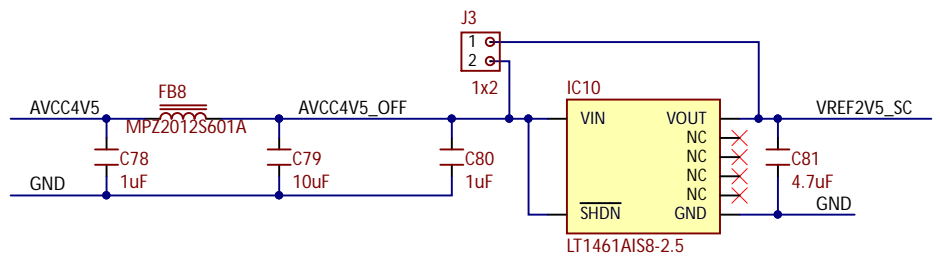 J3
1
2
1x2
FB8
IC10
AVCC4V5
MPZ2012S601A
AVCC4V5_OFF
VIN
VOUT
VREF2V5_SC
NC
NC
NC
NC
C78
1uF
C79
10uF
C80
1uF
C81
4.7uF
GND
SHDN
GND
GND
LT1461AIS8-2.5